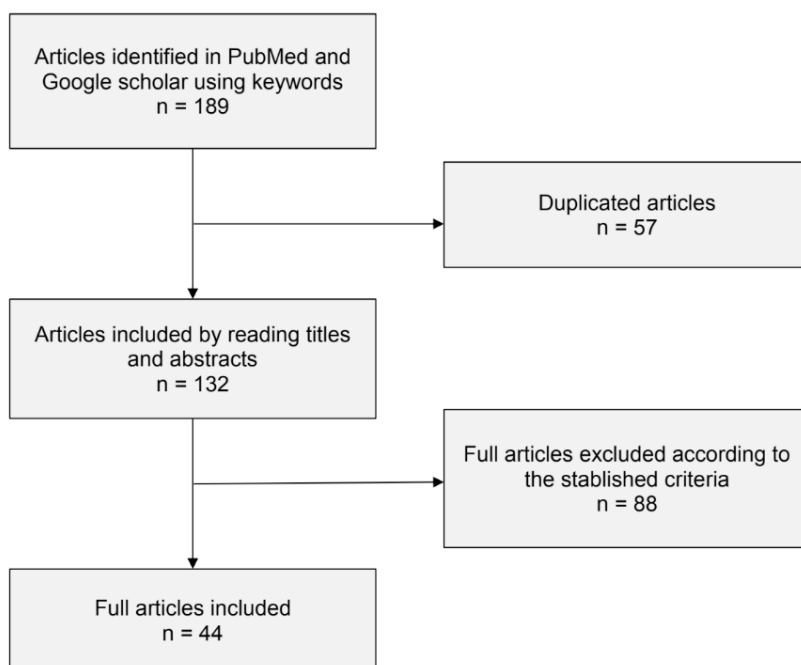 Articles identified in PubMed and
Google scholar using keywords
n = 189
Duplicated articles
n = 57
Articles included by reading titles
and abstracts
n = 132
Full articles excluded according to
the stablished criteria
n = 88
Full articles included
n = 44